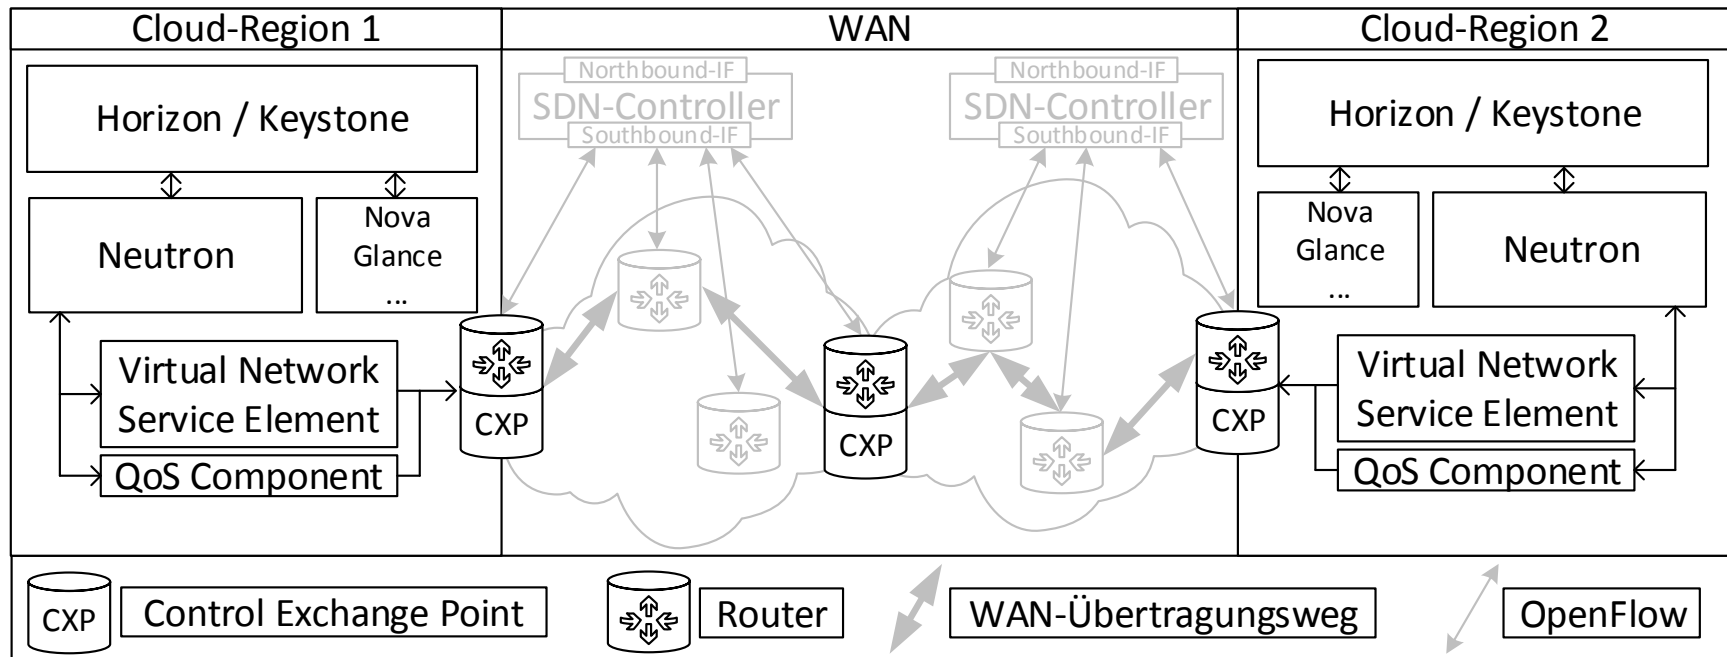 Cloud-Region 1
WAN
Cloud-Region 2
Horizon / Keystone
Neutron
Nova
Glance
...
Virtual Network
Service Element
QoS Component
CXP
Northbound-IF
SDN-Controller
Southbound-IF
CXP
Northbound-IF
SDN-Controller
Southbound-IF
CXP
Horizon / Keystone
Nova
Glance
...
Neutron
Virtual Network
Service Element
QoS Component
CXP
Control Exchange Point
Router
WAN-Übertragungsweg
OpenFlow